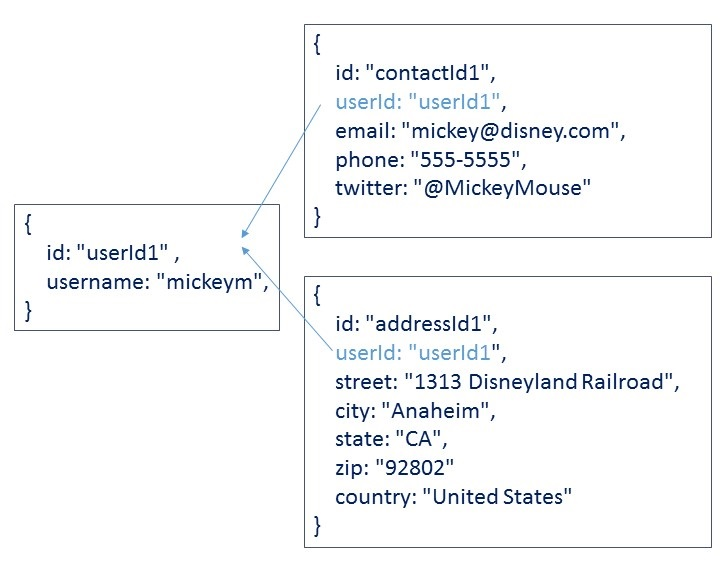 {
id: "userId1" ,
username: "mickeym",
}
{
id: "contactId1",
userId: "userId1",
email: "mickey@disney.com",
phone: "555-5555",
twitter: "@MickeyMouse"
}
{
id: "addressId1",
userId: "userId1",
street: "1313 Disneyland Railroad",
city: "Anaheim",
state: "CA",
zip: "92802"
country: "United States"
}